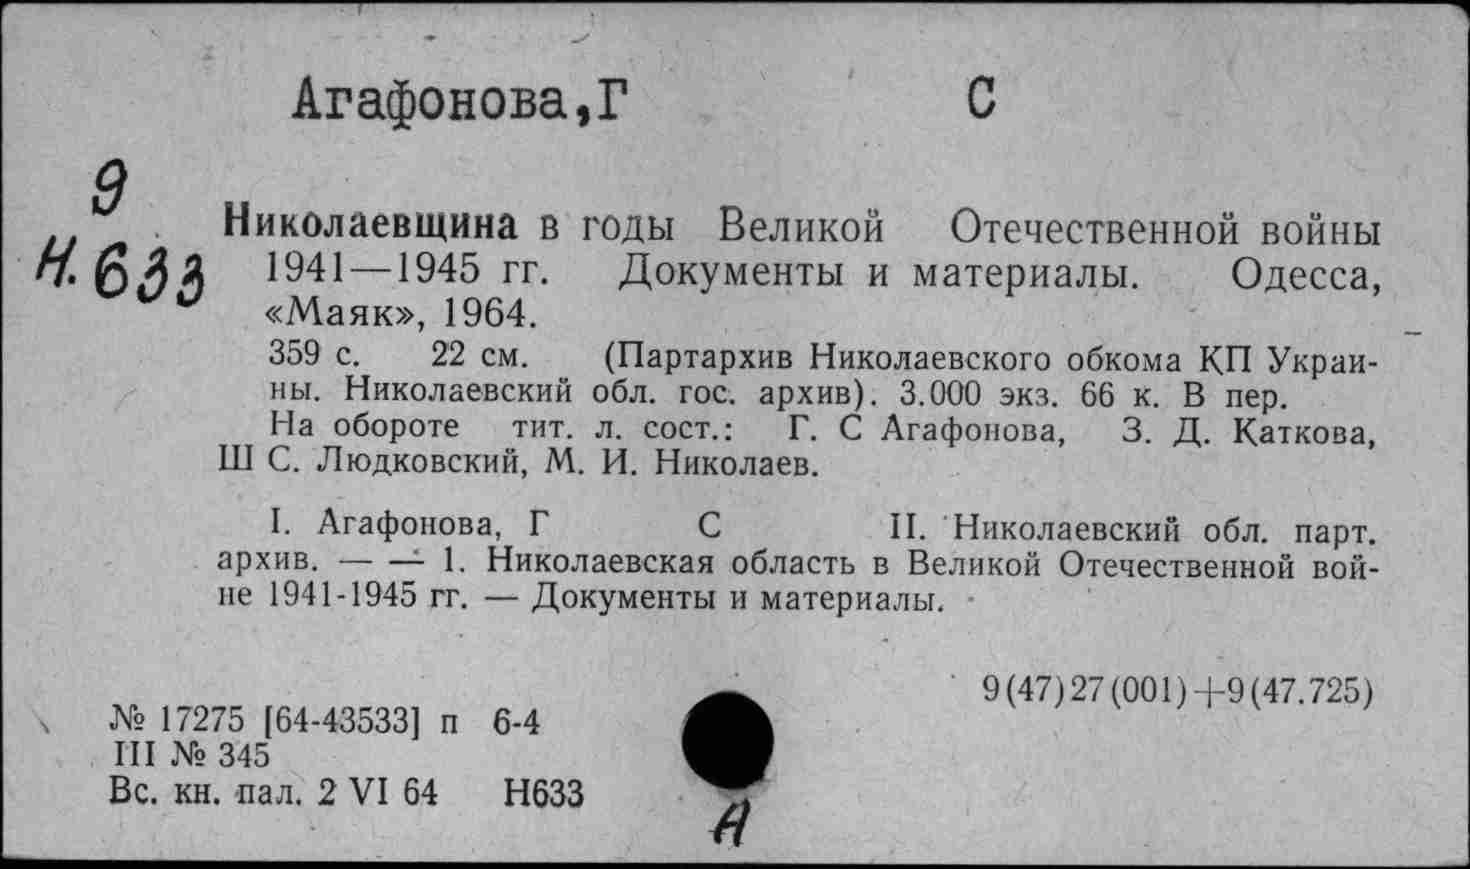 Агафонова,Г С
9
Н.633
Николаевщина в годы Великой Отечественной войны
1941—1945 гг. Документы и материалы. Одесса,
«Маяк», 1964.
359 с. 22 см. (Партархив Николаевского обкома КП Украи-
ны. Николаевский обл. гос. архив). 3.000 экз. 66 к. В пер.
На обороте тит. л. сост.: Г. С Агафонова, З. Д. Каткова,
Ш С. Людковский, М. И. Николаев.
I. Агафонова, Г С II. Николаевский обл. парт.
архив. — — 1. Николаевская область в Великой Отечественной вой-
не 1941-1945 гг. — Документы и материалы.
9(47)27(001)+9(47.725)
№ 17275 [64-43533] п 6-4
III № 345
Вс. кн. пал. 2 VI 64 Н633
А